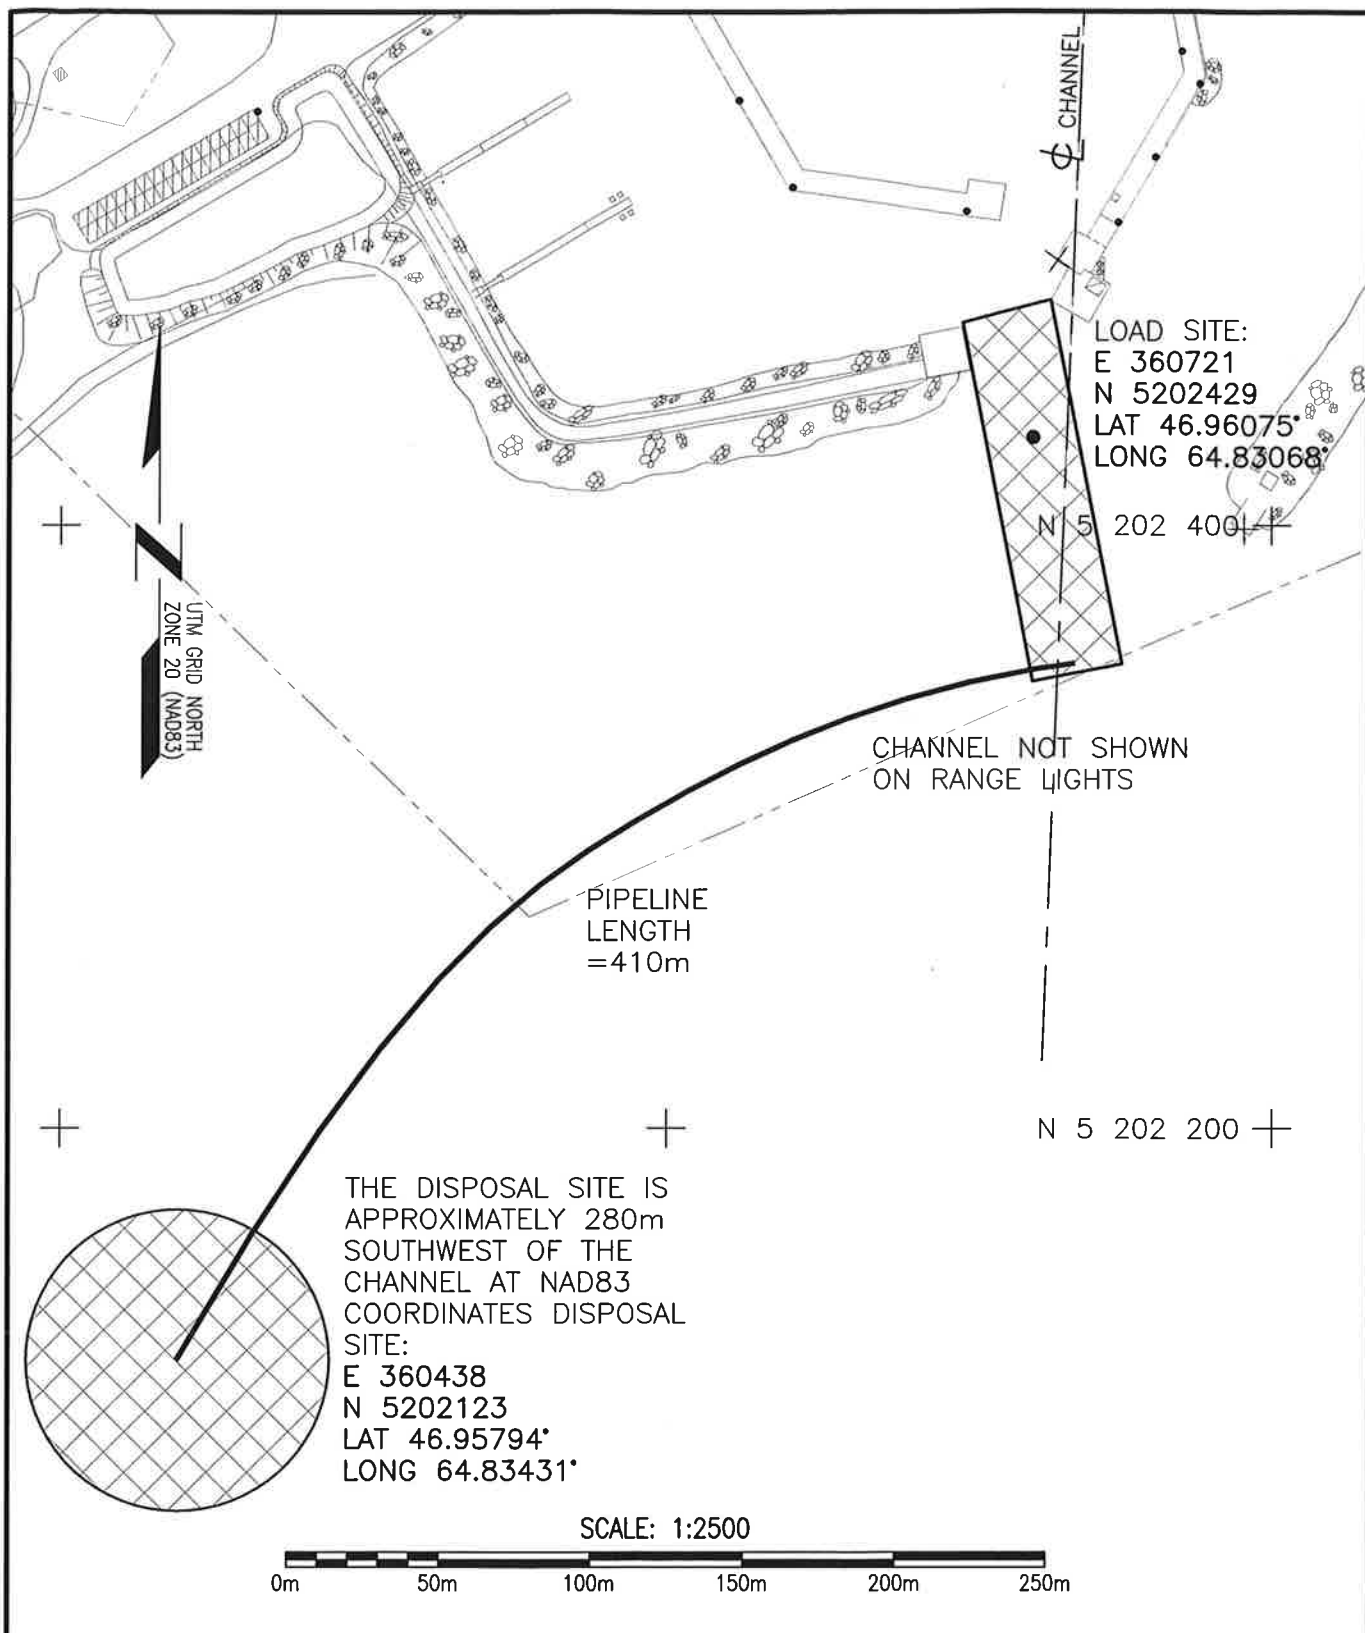 ₵ CHANNEL
LOAD SITE:
E 360721
N 5202429
LAT 46.96075°
LONG 64.83068°
N 5 202 400
UTM GRID NORTH
ZONE 20 (NAD83)
CHANNEL NOT SHOWN
ON RANGE LIGHTS
PIPELINE
LENGTH
=410m
N 5 202 200
THE DISPOSAL SITE IS
APPROXIMATELY 280m
SOUTHWEST OF THE
CHANNEL AT NAD83
COORDINATES DISPOSAL
SITE:
E 360438
N 5202123
LAT 46.95794°
LONG 64.83431°
SCALE: 1:2500
0m 50m 100m 150m 200m 250m